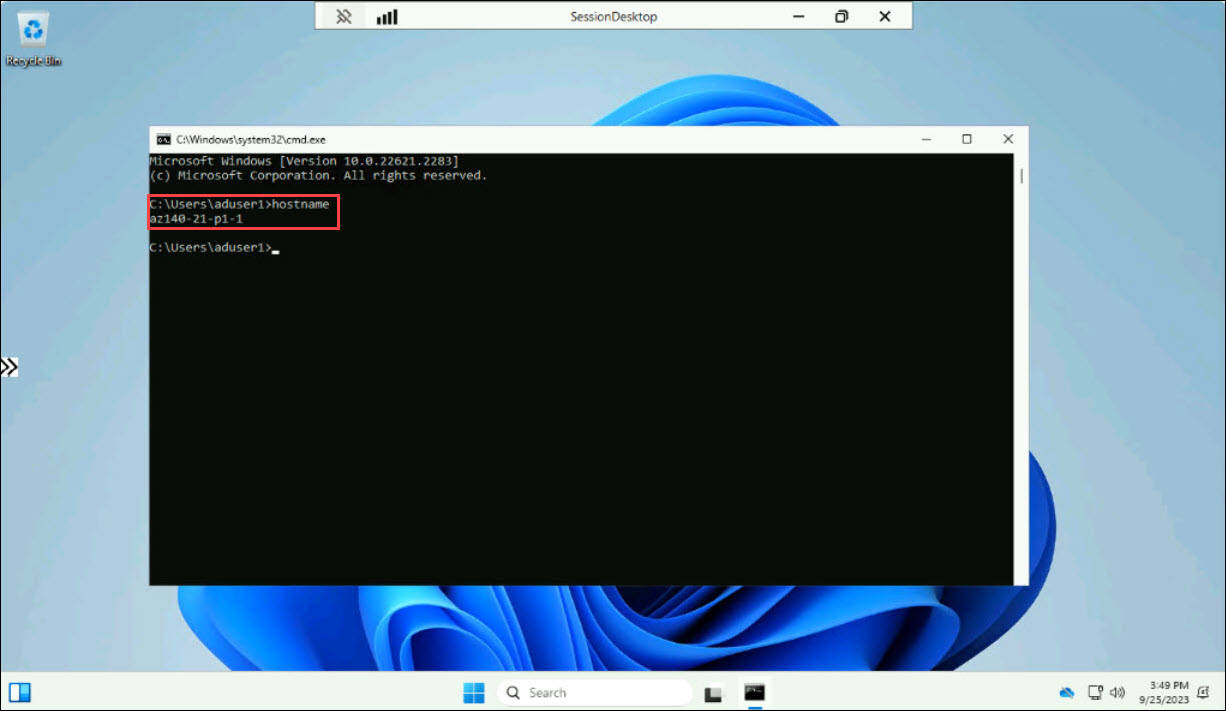 SessionDesktop
Recycle Bin
C:\Windows\system32\cmd.exe
Microsoft Windows [Version 10.0.22621.2283]
(c) Microsoft Corporation. All rights reserved.
C:\Users\aduser1>hostname
az140-21-p1-1
C:\Users\aduser1>
Search
3:49 PM
9/25/2023